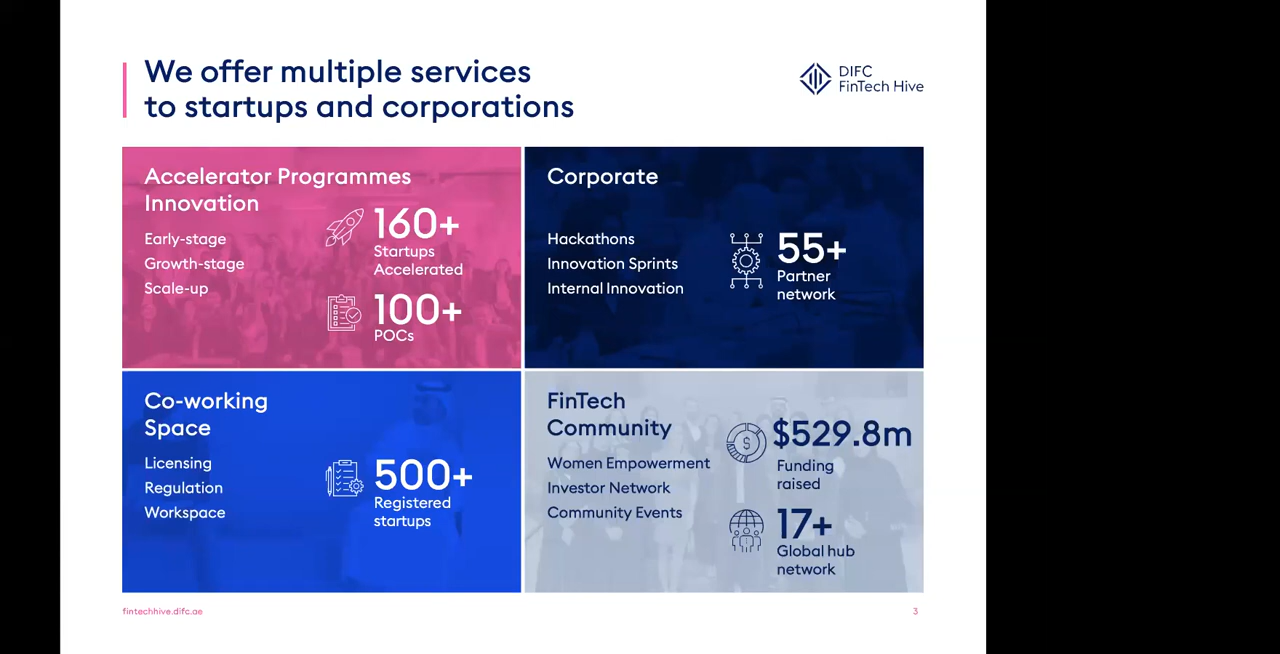 We offer multiple services
to startups and corporations
DIFC
FinTech Hive
Accelerator Programmes
Innovation
Early-stage
Growth-stage
Scale-up
160+
Startups
Accelerated
100+
POCs
Corporate
Hackathons
Innovation Sprints
Internal Innovation
55+
Partner
network
Co-working
Space
Licensing
Regulation
Workspace
500+
Registered
startups
FinTech
Community
Women Empowerment
Investor Network
Community Events
$529.8m
Funding
raised
17+
Global hub
network
fintechhive.difc.ae
3